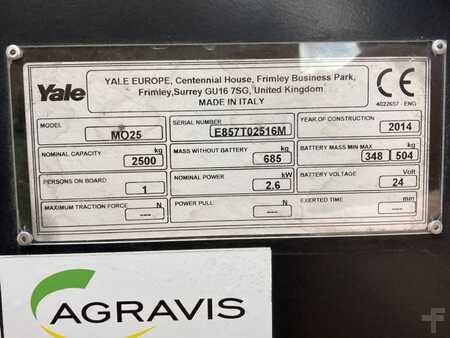 Yale
YALE EUROPE, Centennial House, Frimley Business Park,
Frimley,Surrey GU16 7SG, United Kingdom
MADE IN ITALY
CE
4022657 - ENG
MODEL
MO25
SERIAL NUMBER
E857T02516M
YEAR OF CONSTRUCTION
2014
NOMINAL CAPACITY kg
2500
MASS WITHOUT BATTERY kg
685
BATTERY MASS MIN MAX kg
348 504
PERSONS ON BOARD
1
NOMINAL POWER kW
2.6
BATTERY VOLTAGE Volt
24
MAXIMUM TRACTION FORCE N
---
POWER PULL N
---
EXERTED TIME mm
---
AGRAVIS